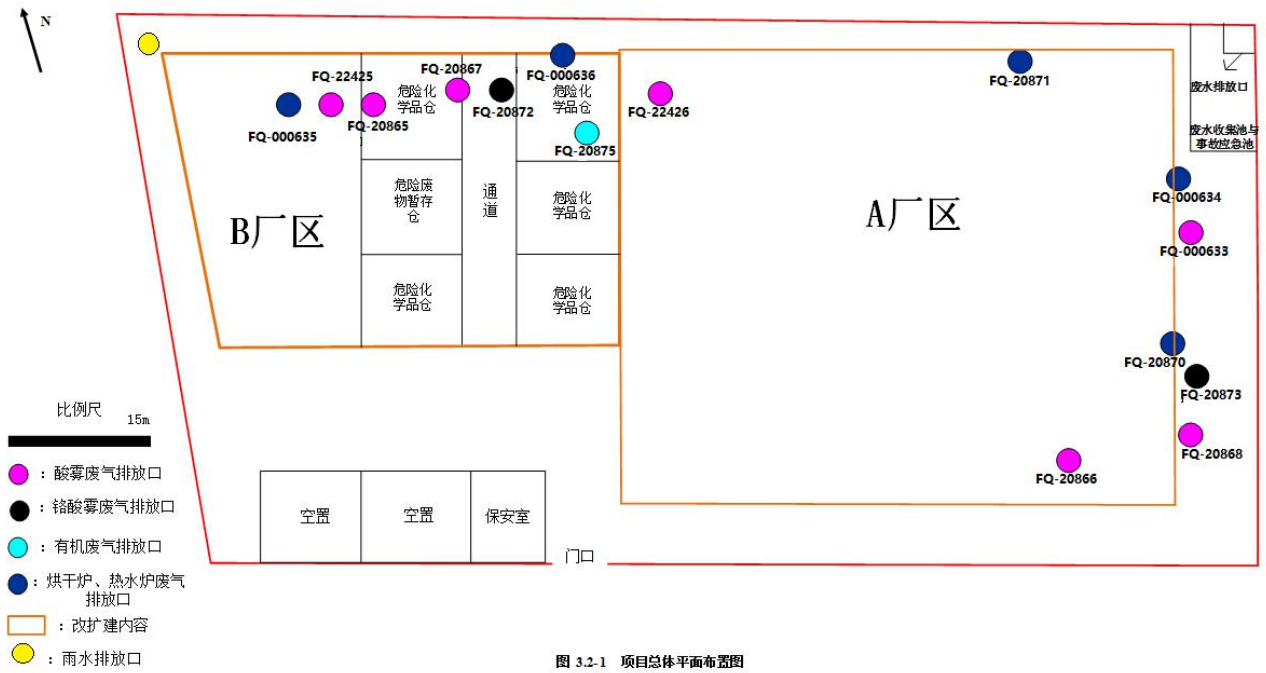 N
FQ-22425
FQ-20867
FQ-000636
FQ-20871
危险化
学品仓
危险化
学品仓
FQ-20872
FQ-22426
废水排放口
FQ-20865
FQ-000635
FQ-20875
废水收集池与
事故应急池
危险废
物暂存
仓
通
道
危险化
学品仓
FQ-000634
B厂区
A厂区
FQ-000633
危险化
学品仓
危险化
学品仓
FQ-20870
FQ-20873
FQ-20868
FQ-20866
比例尺
15m
：酸雾废气排放口
：铬酸雾废气排放口
：有机废气排放口
：烘干炉、热水炉废气
排放口
：改扩建内容
：雨水排放口
空置
空置
保安室
门口
图 3.2-1 项目总体平面布置图